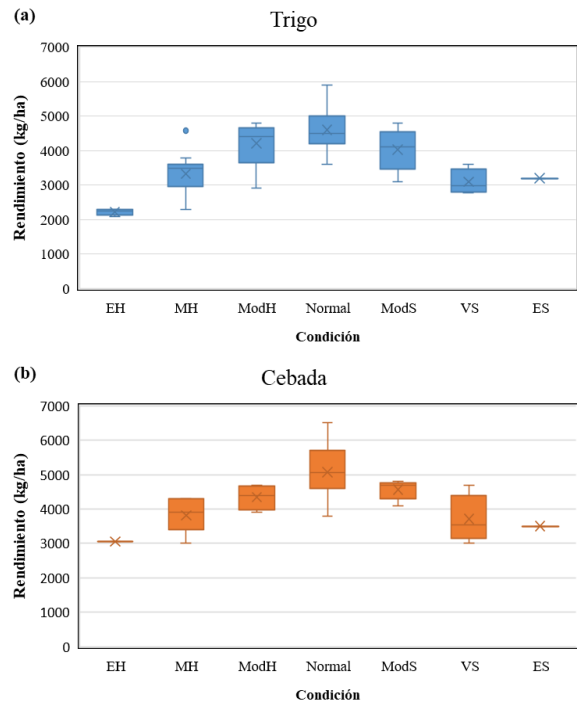 (a)
Trigo
Rendimiento (kg/ha)
7000
6000
5000
4000
3000
2000
1000
0
EH MH ModH Normal ModS VS ES
Condición
(b)
Cebada
Rendimiento (kg/ha)
7000
6000
5000
4000
3000
2000
1000
0
EH MH ModH Normal ModS VS ES
Condición